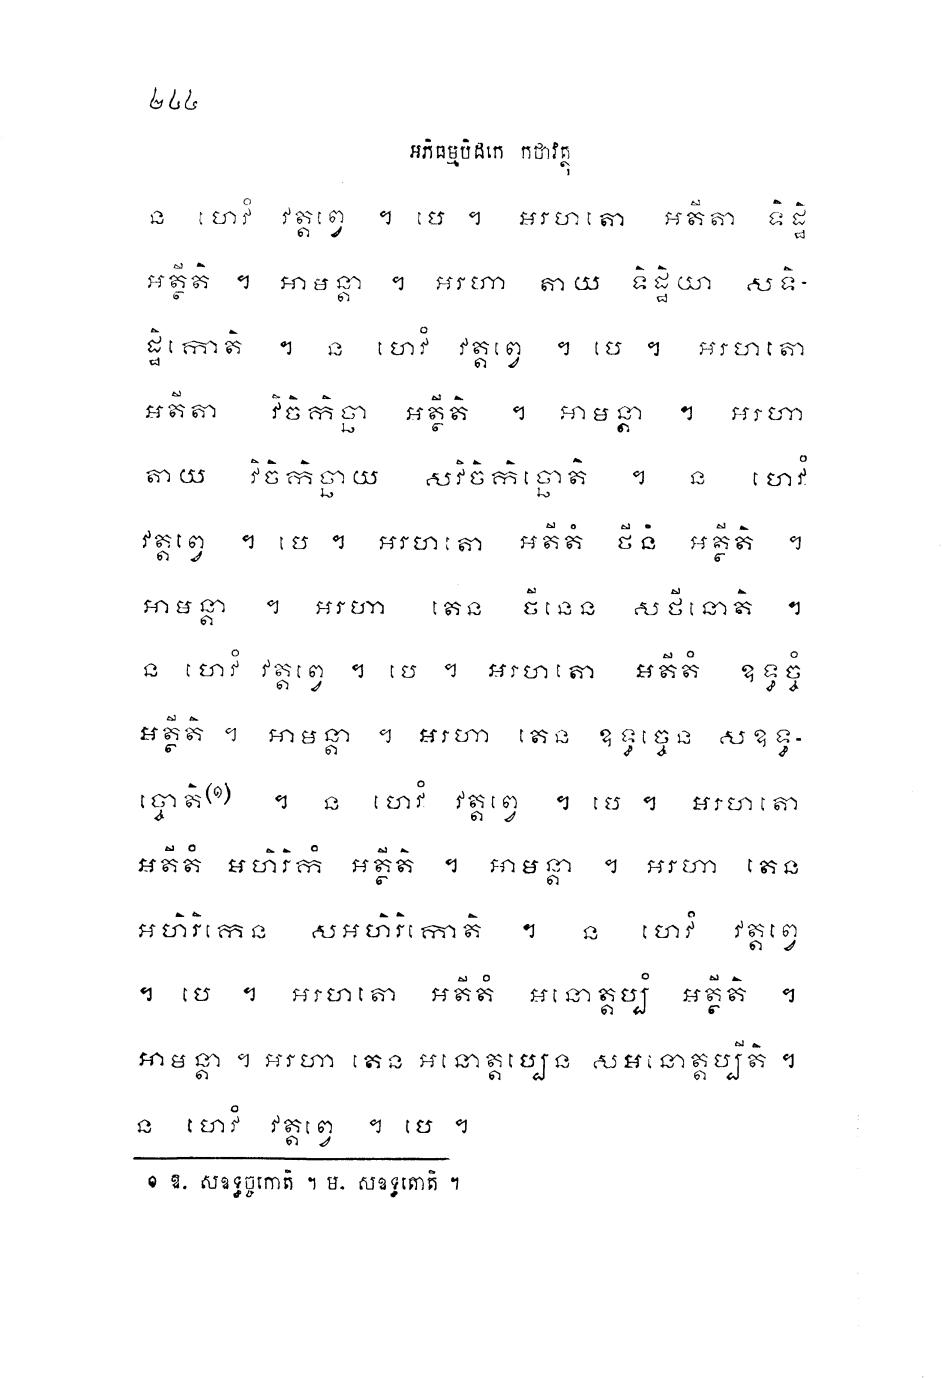 ២៤៤
អភិធម្មបិដកេ កថាវត្ថុ
ន ហេវំ វត្តព្វេ ។ បេ ។ អរហតោ អតីតា ទិដ្ឋិ
អត្ថីតិ ។ អាមន្តា ។ អរហា តាយ ទិដ្ឋិយា សទិ-
ដ្ឋិកោតិ ។ ន ហេវំ វត្តព្វេ ។ បេ ។ អរហតោ
អតីតា វិចិកិច្ឆា អត្ថីតិ ។ អាមន្តា ។ អរហា
តាយ វិចិកិច្ឆាយ សវិចិកិច្ឆោតិ ។ ន ហេវំ
វត្តព្វេ ។ បេ ។ អរហតោ អតីតំ ថីនំ អត្ថីតិ ។
អាមន្តា ។ អរហា តេន ថីនេន សថីនោតិ ។
ន ហេវំ វត្តព្វេ ។ បេ ។ អរហតោ អតីតំ ឧទ្ធច្ចំ
អត្ថីតិ ។ អាមន្តា ។ អរហា តេន ឧទ្ធច្ចេន សឧទ្ធ-
ច្ចោតិ(១) ។ ន ហេវំ វត្តព្វេ ។ បេ ។ អរហតោ
អតីតំ អហិរិកំ អត្ថីតិ ។ អាមន្តា ។ អរហា តេន
អហិរិកេន សអហិរិកោតិ ។ ន ហេវំ វត្តព្វេ
។ បេ ។ អរហតោ អតីតំ អនោត្តប្បំ អត្ថីតិ ។
អាមន្តា ។ អរហា តេន អនោត្តប្បេន សអនោត្តប្បីតិ ។
ន ហេវំ វត្តព្វេ ។ បេ ។
១ ឱ. សឧទ្ធច្ចកោតិ ។ ម. សឧទ្ធតោតិ ។